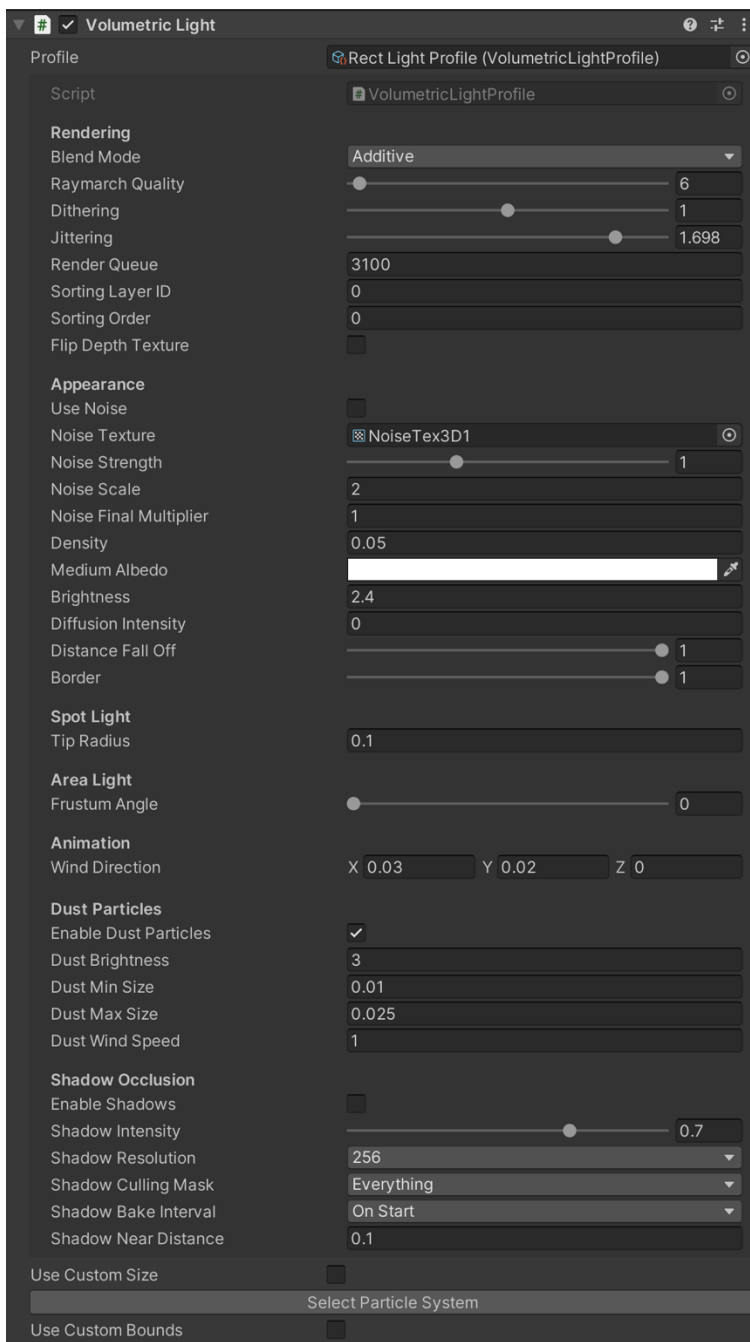 Volumetric Light
Profile Rect Light Profile (VolumetricLightProfile)
Script VolumetricLightProfile
Rendering
Blend Mode Additive
Raymarch Quality 6
Dithering 1
Jittering 1.698
Render Queue 3100
Sorting Layer ID 0
Sorting Order 0
Flip Depth Texture
Appearance
Use Noise
Noise Texture NoiseTex3D1
Noise Strength 1
Noise Scale 2
Noise Final Multiplier 1
Density 0.05
Medium Albedo
Brightness 2.4
Diffusion Intensity 0
Distance Fall Off 1
Border 1
Spot Light
Tip Radius 0.1
Area Light
Frustum Angle 0
Animation
Wind Direction X 0.03 Y 0.02 Z 0
Dust Particles
Enable Dust Particles
Dust Brightness 3
Dust Min Size 0.01
Dust Max Size 0.025
Dust Wind Speed 1
Shadow Occlusion
Enable Shadows
Shadow Intensity 0.7
Shadow Resolution 256
Shadow Culling Mask Everything
Shadow Bake Interval On Start
Shadow Near Distance 0.1
Use Custom Size
Select Particle System
Use Custom Bounds